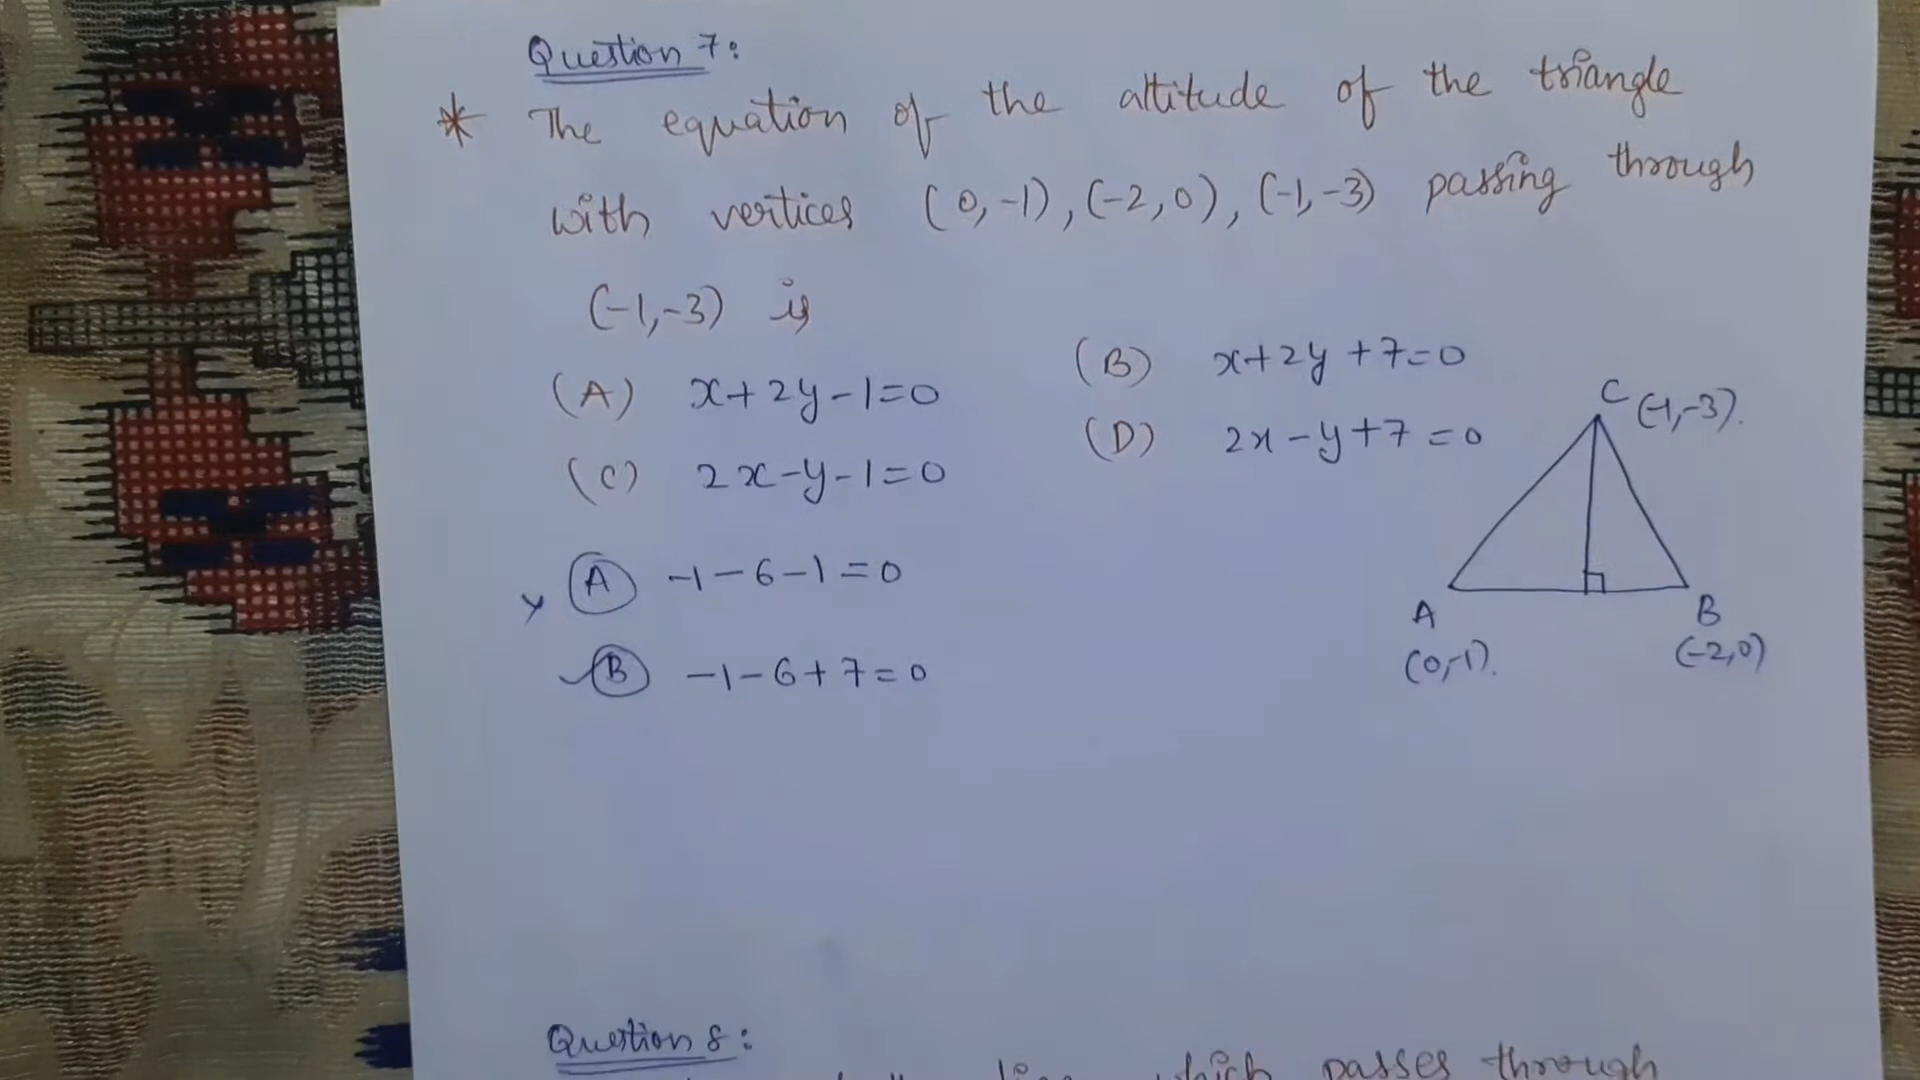 Question 7:
* The equation of the altitude of the triangle
with vertices (0,-1), (-2,0), (-1,-3) passing through
(-1,-3) is
(A) x+2y-1=0
(B) x+2y+7=0
(C) 2x-y-1=0
(D) 2x-y+7=0
C (-1,-3).
A
(0,-1).
B
(-2,0)
A -1-6-1=0
B -1-6+7=0
Question 8:
line which passes through